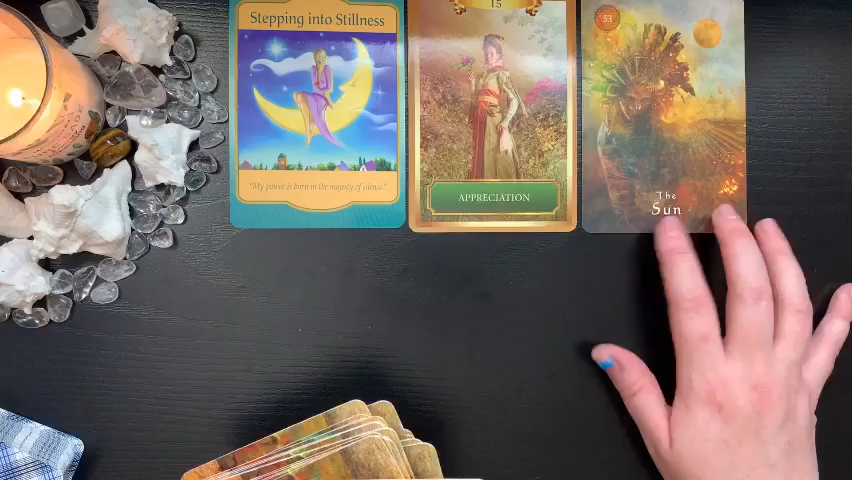 Stepping into Stillness
"My power is born in the majesty of silence."
15
APPRECIATION
53
The
Sun